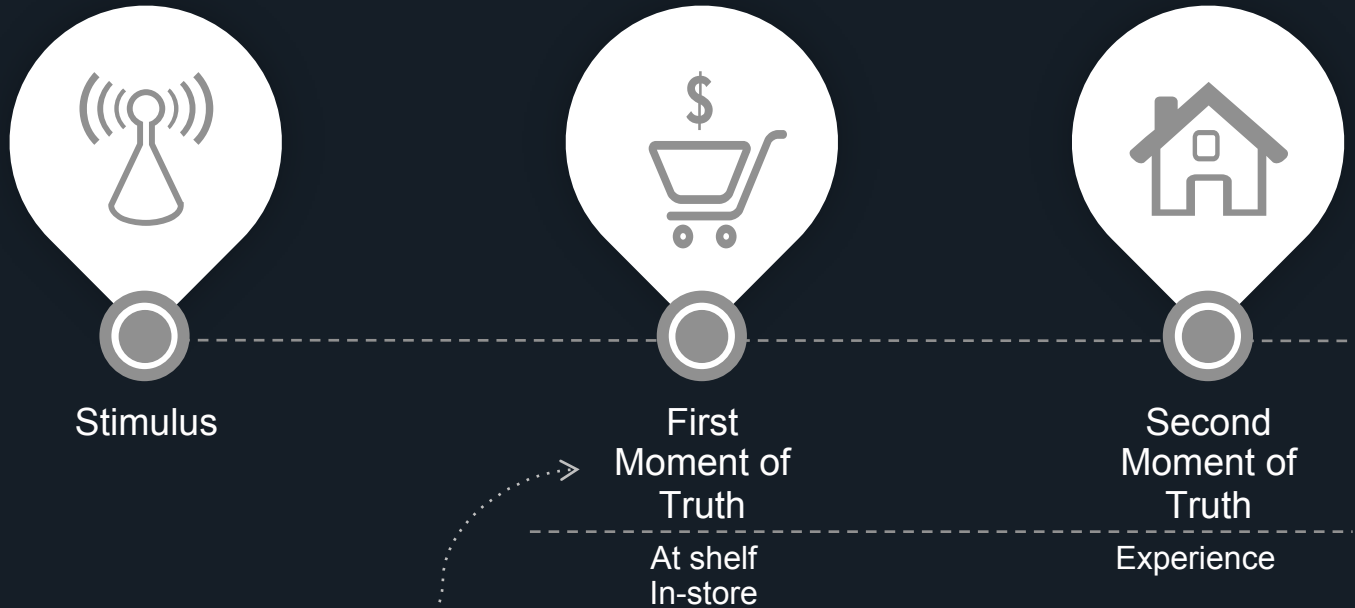 $
Stimulus
First
Moment of
Truth
At shelf
In-store
Second
Moment of
Truth
Experience